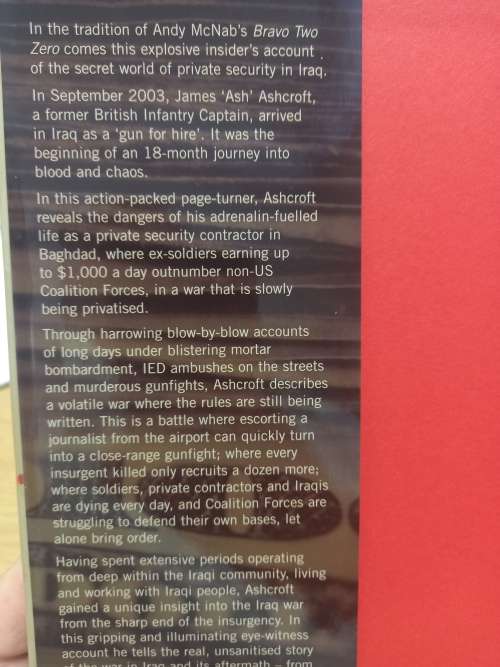 In the tradition of Andy McNab's Bravo Two
Zero comes this explosive insider's account
of the secret world of private security in Iraq.
In September 2003, James 'Ash' Ashcroft,
a former British Infantry Captain, arrived
in Iraq as a 'gun for hire'. It was the
beginning of an 18-month journey into
blood and chaos.
In this action-packed page-turner, Ashcroft
reveals the dangers of his adrenalin-fuelled
life as a private security contractor in
Baghdad, where ex-soldiers earning up
to $1,000 a day outnumber non-US
Coalition Forces, in a war that is slowly
being privatised.
Through harrowing blow-by-blow accounts
of long days under blistering mortar
bombardment, IED ambushes on the streets
and murderous gunfights, Ashcroft describes
a volatile war where the rules are still being
written. This is a battle where escorting a
journalist from the airport can quickly turn
into a close-range gunfight; where every
insurgent killed only recruits a dozen more;
where soldiers, private contractors and Iraqis
are dying every day, and Coalition Forces are
struggling to defend their own bases, let
alone bring order.
Having spent extensive periods operating
from deep within the Iraqi community, living
and working with Iraqi people, Ashcroft
gained a unique insight into the Iraq war
from the sharp end of the insurgency. In
this gripping and illuminating eye-witness
account he tells the real, unsanitised story
of the war in Iraq and its aftermath – from